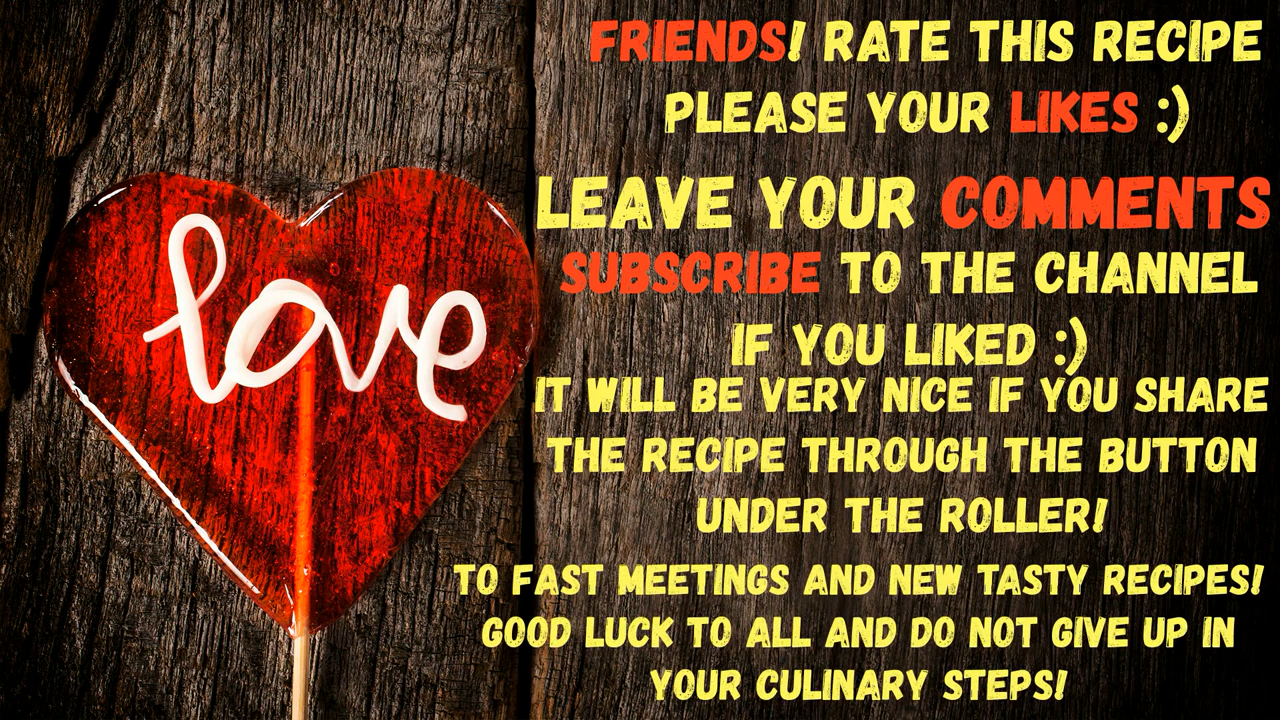 love
FRIENDS! RATE THIS RECIPE
PLEASE YOUR LIKES :)
LEAVE YOUR COMMENTS
SUBSCRIBE TO THE CHANNEL
IF YOU LIKED :)
IT WILL BE VERY NICE IF YOU SHARE
THE RECIPE THROUGH THE BUTTON
UNDER THE ROLLER!
TO FAST MEETINGS AND NEW TASTY RECIPES!
GOOD LUCK TO ALL AND DO NOT GIVE UP IN
YOUR CULINARY STEPS!